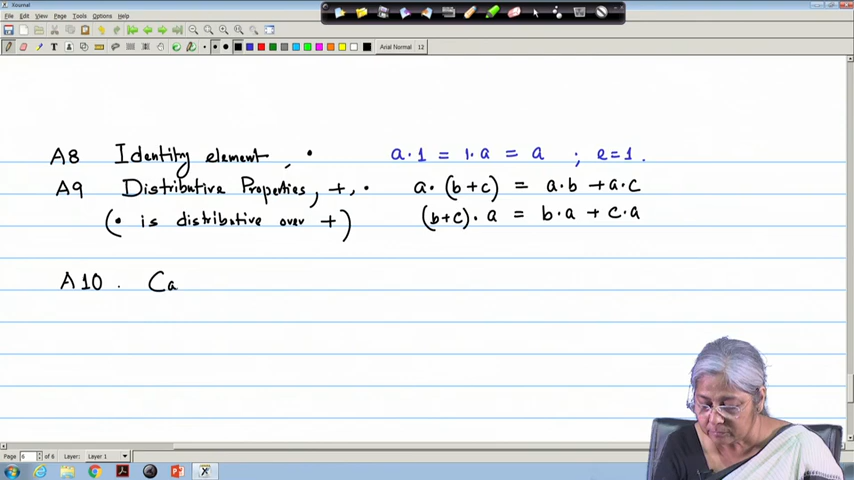 Xournal
File Edit View Journal Tools Options Help
Arial Normal 12
A8 Identity element, • a·1 = 1·a = a ; e=1.
A9 Distributive Properties, +, • a·(b+c) = a·b + a·c
(• is distributive over +) (b+c)·a = b·a + c·a
A10. Ca
Page 6 of 6 Layer: Layer 1